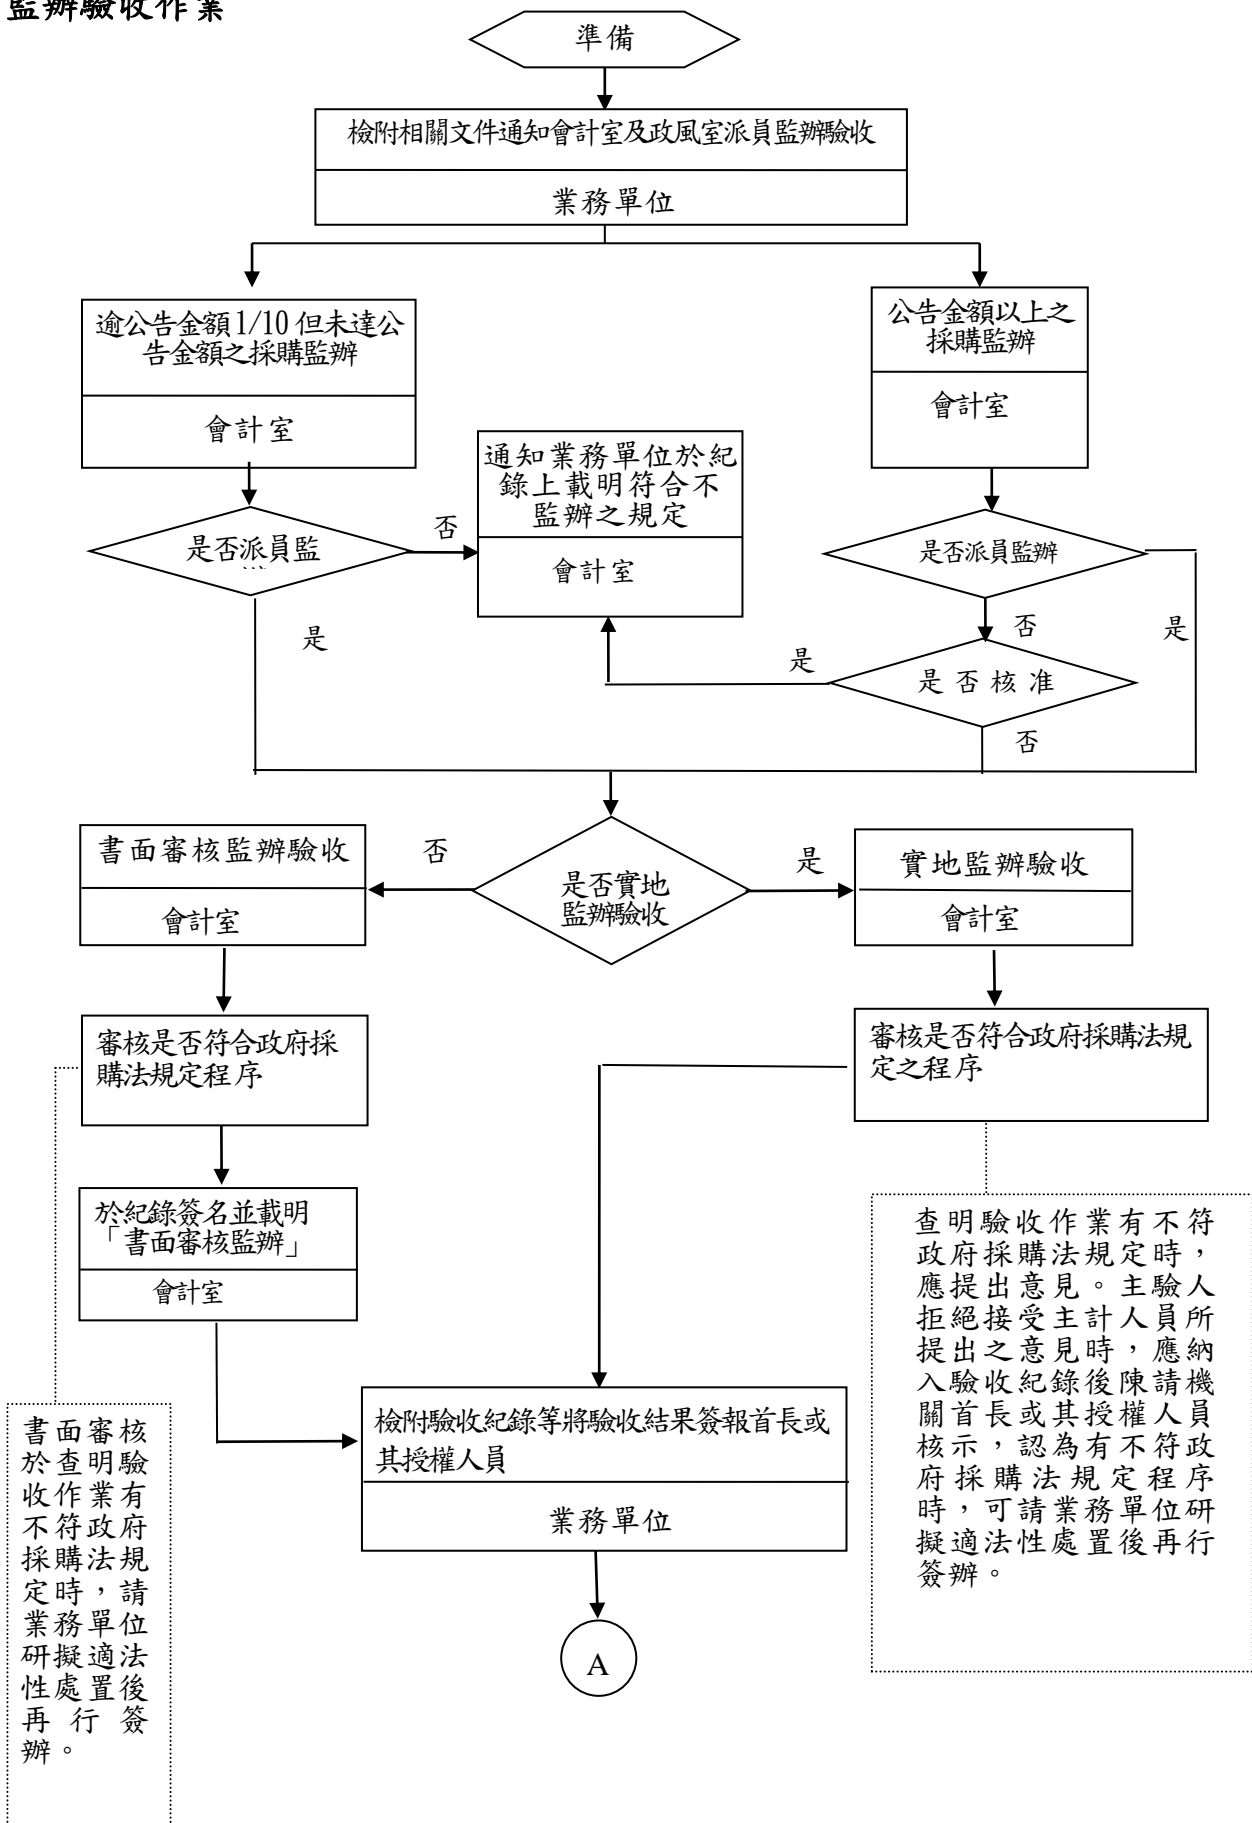 監辦驗收作業
準備
檢附相關文件通知會計室及政風室派員監辦驗收
業務單位
逾公告金額1/10但未達公
告金額之採購監辦
會計室
公告金額以上之
採購監辦
會計室
通知業務單位於紀
錄上載明符合不
監辦之規定
會計室
是否派員監
否
是
是否派員監辦
否
是
是否核准
是
否
是否實地
監辦驗收
否
是
書面審核監辦驗收
會計室
實地監辦驗收
會計室
審核是否符合政府採
購法規定程序
審核是否符合政府採購法規
定之程序
於紀錄簽名並載明
「書面審核監辦」
會計室
查明驗收作業有不符
政府採購法規定時，
應提出意見。主驗人
拒絕接受主計人員所
提出之意見時，應納
入驗收紀錄後陳請機
關首長或其授權人員
核示，認為有不符政
府採購法規定程序
時，可請業務單位研
擬適法性處置後再行
簽辦。
檢附驗收紀錄等將驗收結果簽報首長或
其授權人員
業務單位
書面審核
於查明驗
收作業有
不符政府
採購法規
定時，請
業務單位
研擬適法
性處置後
再行簽
辦。
A